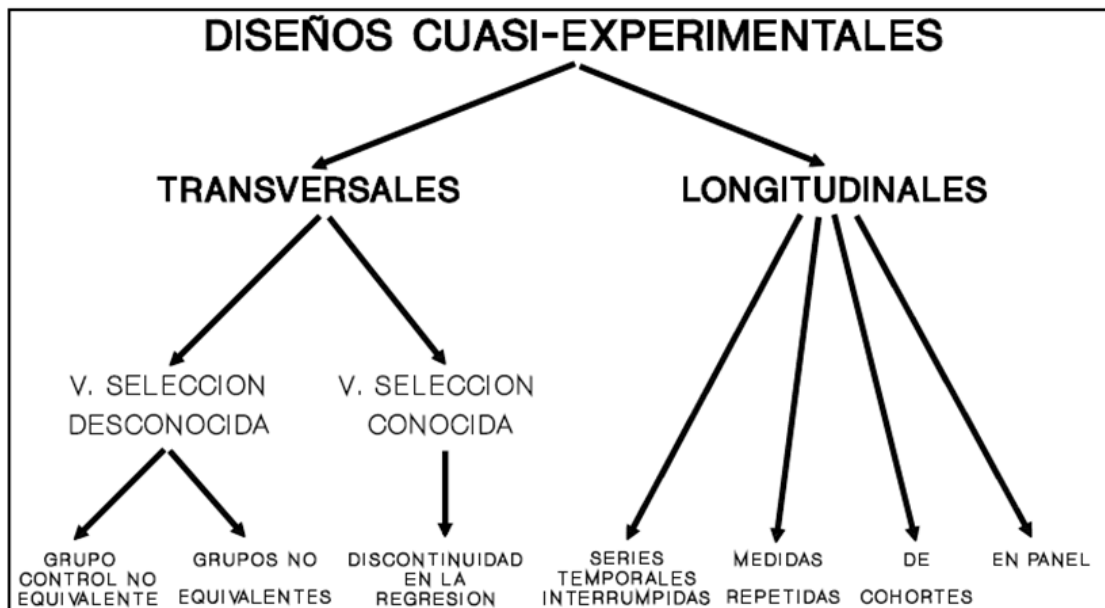 DISEÑOS CUASI-EXPERIMENTALES
TRANSVERSALES
LONGITUDINALES
V. SELECCION
DESCONOCIDA
V. SELECCION
CONOCIDA
GRUPO
CONTROL NO
EQUIVALENTE
GRUPOS NO
EQUIVALENTES
DISCONTINUIDAD
EN LA
REGRESION
SERIES
TEMPORALES
INTERRUMPIDAS
MEDIDAS
REPETIDAS
DE
COHORTES
EN PANEL